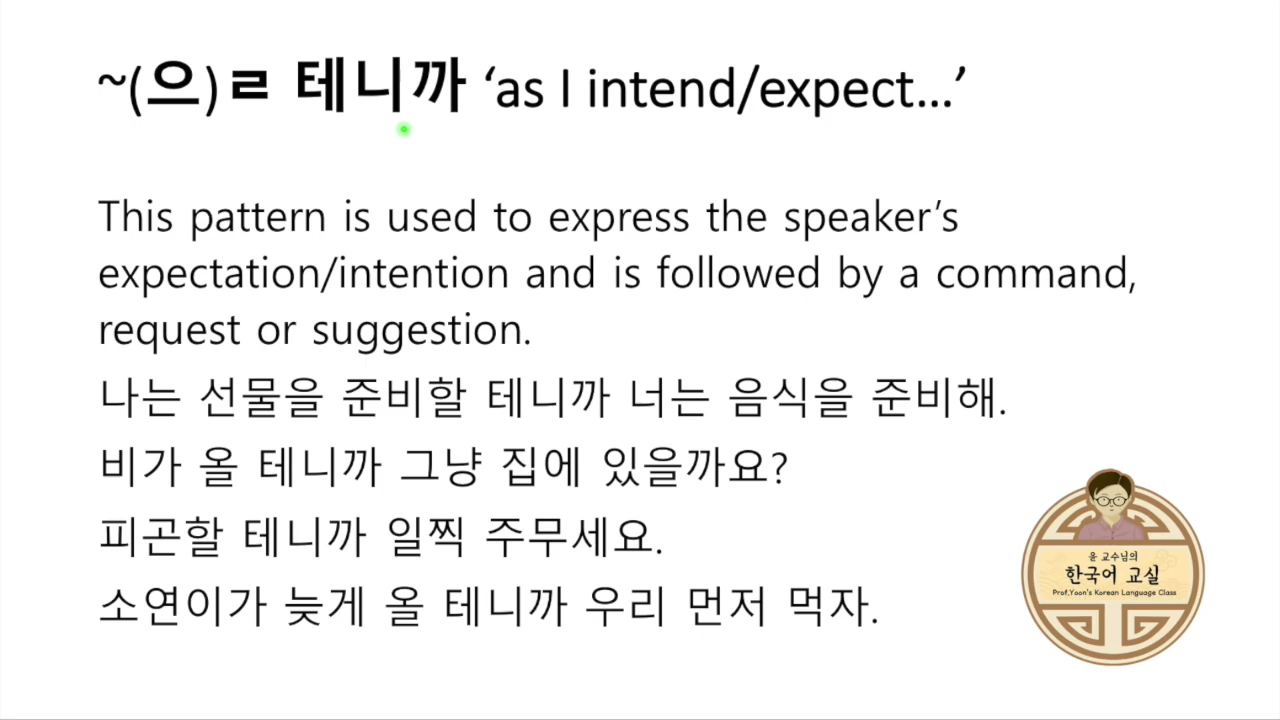 ~(으)ㄹ 테니까 ‘as I intend/expect…’
This pattern is used to express the speaker’s
expectation/intention and is followed by a command,
request or suggestion.
나는 선물을 준비할 테니까 너는 음식을 준비해.
비가 올 테니까 그냥 집에 있을까요?
피곤할 테니까 일찍 주무세요.
소연이가 늦게 올 테니까 우리 먼저 먹자.
윤 교수님의
한국어 교실
Prof.Yoon's Korean Language Class